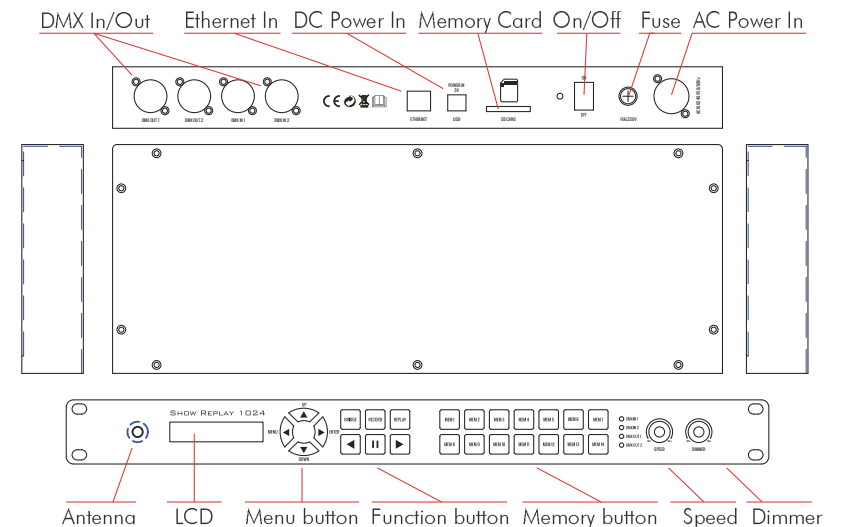 DMX In/Out Ethernet In DC Power In Memory Card On/Off Fuse AC Power In
POWER IN
5V
ON
DMX OUT 1 DMX OUT 2 DMX IN 1 DMX IN 2 ETHERNET USB SD CARD OFF
SHOW REPLAY 1024
UP
MENU ENTER
DOWN
BRIDGE RECORD REPLAY
MEM 1 MEM 2 MEM 3 MEM 4 MEM 5 MEM 6 MEM 7
MEM 8 MEM 9 MEM 10 MEM 11 MEM 12 MEM 13 MEM 14
DMX IN 1
DMX IN 2
DMX OUT 1
DMX OUT 2
SPEED DIMMER
Antenna LCD Menu button Function button Memory button Speed Dimmer